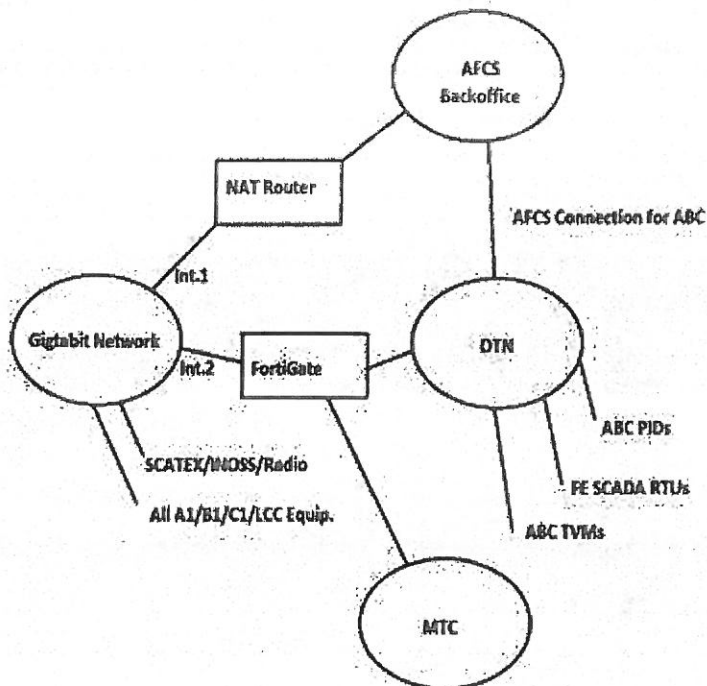 AFCS
Backoffice
NAT Router
AFCS Connection for ABC
Int.1
Gigtabit Network
Int.2
FortiGate
DTN
ABC PIDs
SCATEX/INOSS/Radio
FE SCADA RTUs
All A1/B1/C1/LCC Equip.
ABC TVMs
MTC